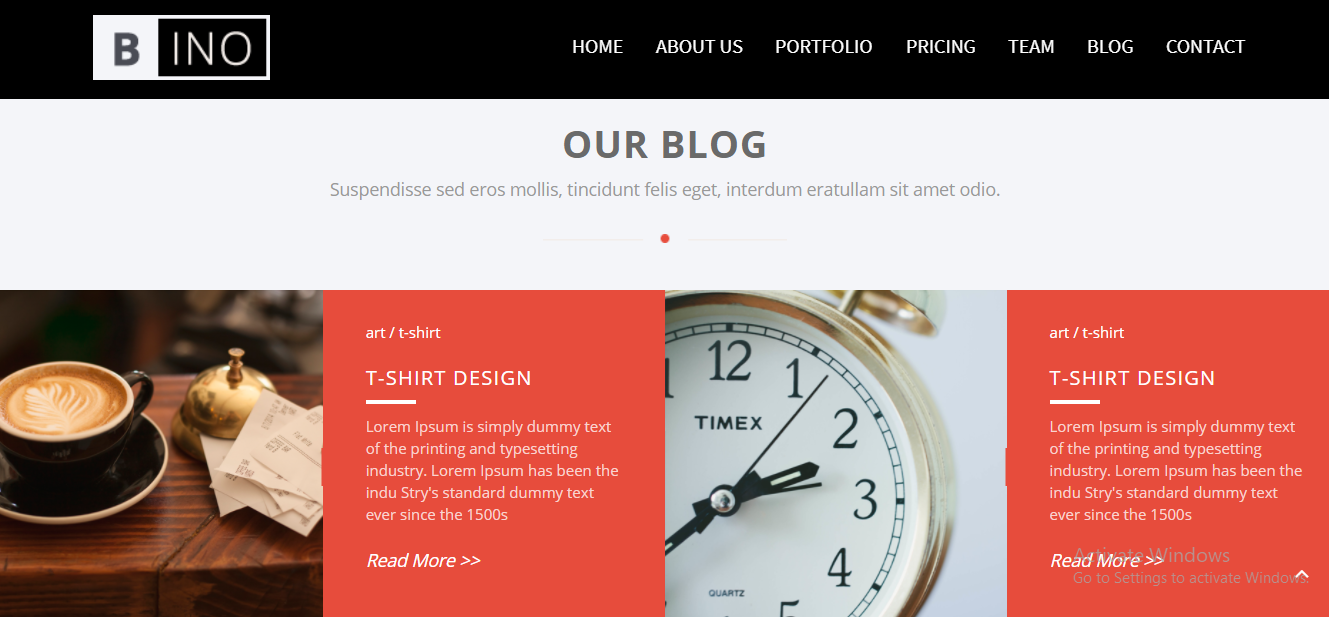 B INO
HOME ABOUT US PORTFOLIO PRICING TEAM BLOG CONTACT
OUR BLOG
Suspendisse sed eros mollis, tincidunt felis eget, interdum eratullam sit amet odio.
art / t-shirt
T-SHIRT DESIGN
Lorem Ipsum is simply dummy text
of the printing and typesetting
industry. Lorem Ipsum has been the
indu Stry's standard dummy text
ever since the 1500s
Read More >>
12
1
TIMEX
2
3
4
QUARTZ
5
art / t-shirt
T-SHIRT DESIGN
Lorem Ipsum is simply dummy text
of the printing and typesetting
industry. Lorem Ipsum has been the
indu Stry's standard dummy text
ever since the 1500s
Read More >>
Activate Windows
Go to Settings to activate Windows.